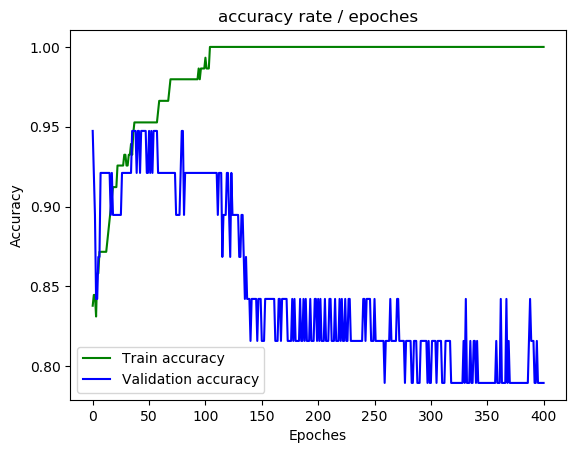 accuracy rate / epoches
1.00
0.95
0.90
0.85
0.80
Accuracy
Train accuracy
Validation accuracy
0 50 100 150 200 250 300 350 400
Epoches